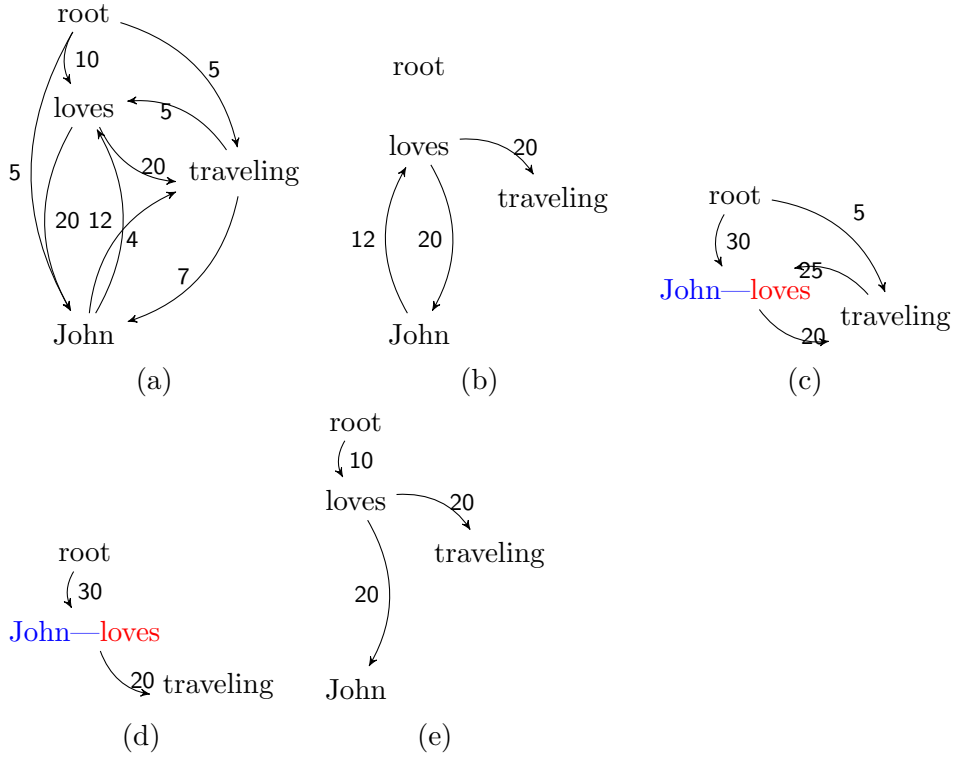 root
10
5
loves
5
20
traveling
5
20
12
4
7
John
(a)
root
loves
20
traveling
12
20
John
(b)
root
5
30
John—loves
25
traveling
20
(c)
root
30
John—loves
20
traveling
(d)
root
10
loves
20
traveling
20
John
(e)